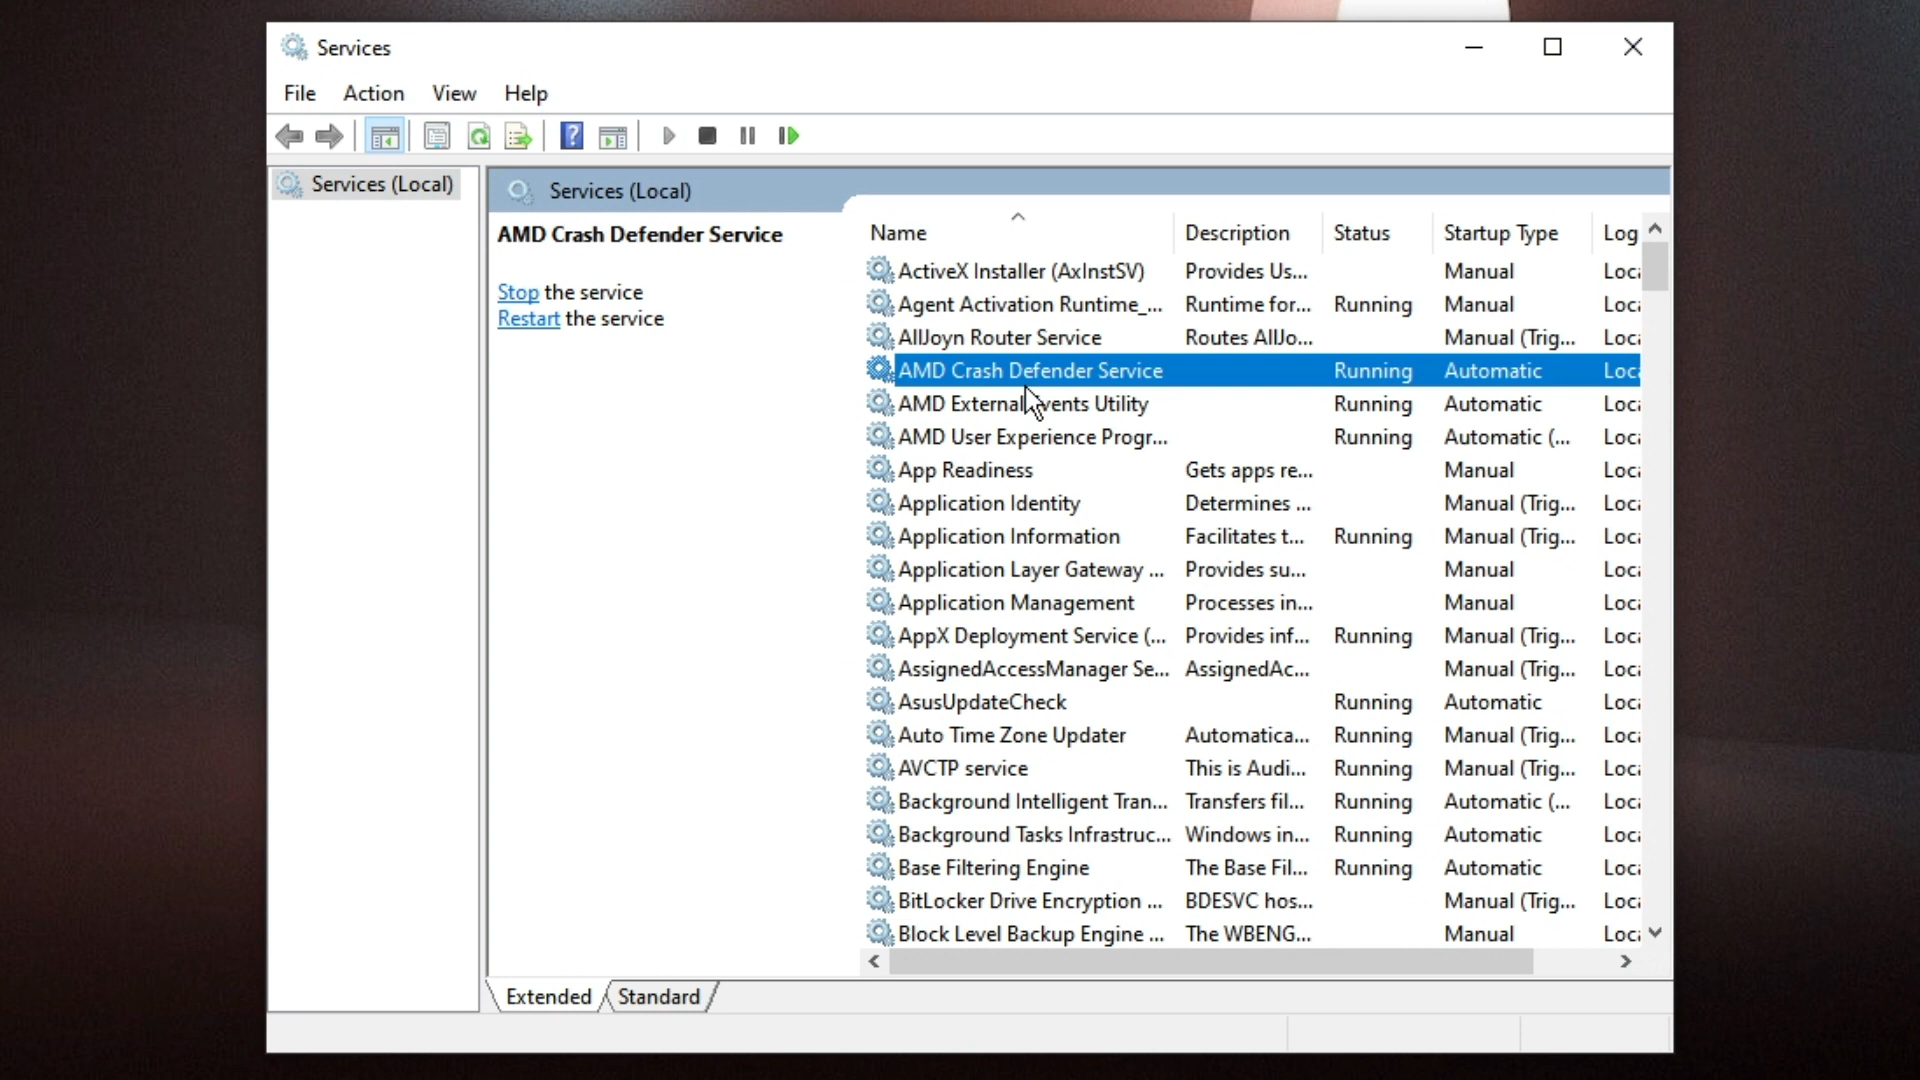 Services
File Action View Help
Services (Local)
Services (Local)
AMD Crash Defender Service
Stop the service
Restart the service
Name Description Status Startup Type Log
ActiveX Installer (AxInstSV) Provides Us... Manual Loc
Agent Activation Runtime_... Runtime for... Running Manual Loc
AllJoyn Router Service Routes AllJo... Manual (Trig... Loc
AMD Crash Defender Service Running Automatic Loc
AMD External Events Utility Running Automatic Loc
AMD User Experience Progr... Running Automatic (... Loc
App Readiness Gets apps re... Manual Loc
Application Identity Determines ... Manual (Trig... Loc
Application Information Facilitates t... Running Manual (Trig... Loc
Application Layer Gateway ... Provides su... Manual Loc
Application Management Processes in... Manual Loc
AppX Deployment Service (... Provides inf... Running Manual (Trig... Loc
AssignedAccessManager Se... AssignedAc... Manual (Trig... Loc
AsusUpdateCheck Running Automatic Loc
Auto Time Zone Updater Automatica... Running Manual (Trig... Loc
AVCTP service This is Audi... Running Manual (Trig... Loc
Background Intelligent Tran... Transfers fil... Running Automatic (... Loc
Background Tasks Infrastruc... Windows in... Running Automatic Loc
Base Filtering Engine The Base Fil... Running Automatic Loc
BitLocker Drive Encryption ... BDESVC hos... Manual (Trig... Loc
Block Level Backup Engine ... The WBENG... Manual Loc
Extended Standard